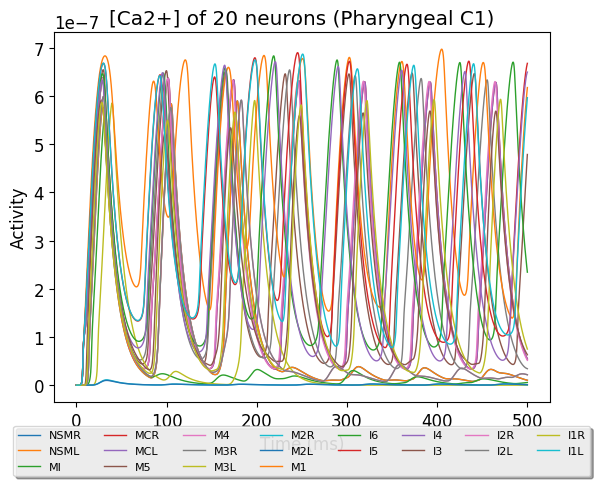 [Ca2+] of 20 neurons (Pharyngeal C1)
1e−7
7
6
5
4
3
2
1
0
Activity
0 100 200 300 400 500
Time (ms)
NSMR MCR M4 M2R I6 I4 I2R I1R
NSML MCL M3R M2L I5 I3 I2L I1L
MI M5 M3L M1